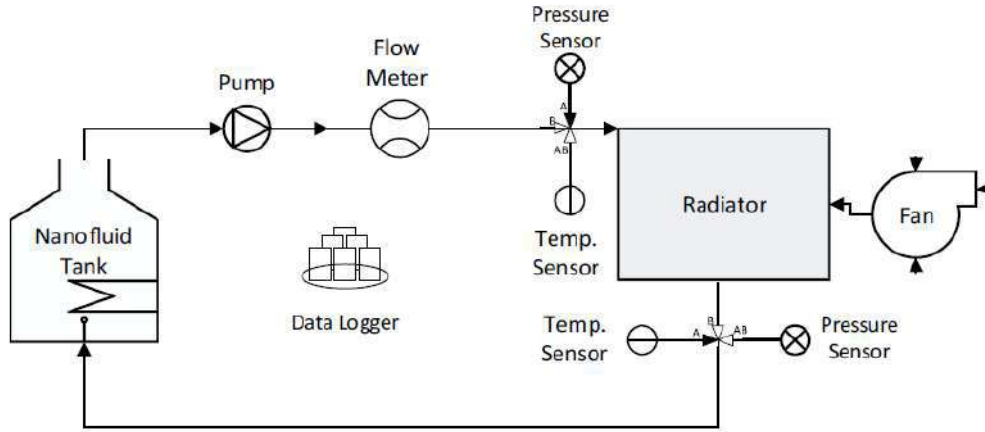 Pressure
Sensor
Flow
Meter
Pump
A
B
AB
Radiator
Fan
Nanofluid
Tank
Temp.
Sensor
Data Logger
Temp.
Sensor
B
A
AB
Pressure
Sensor